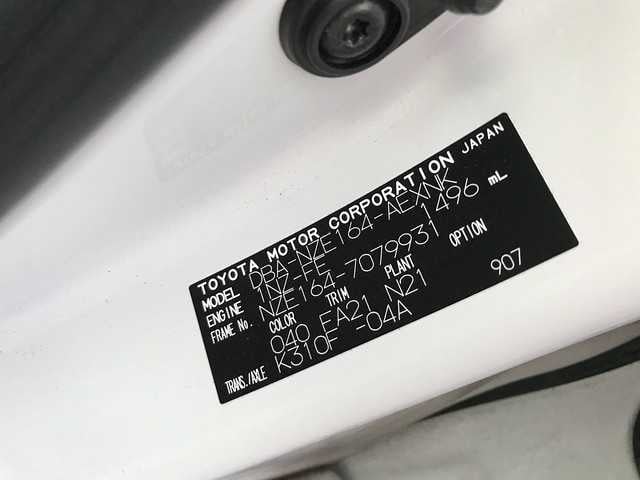 TOYOTA MOTOR CORPORATION JAPAN
MODEL DBA-NZE164-AEXNK
ENGINE 1NZ-FE 1496 mL
FRAME No. NZE164-7079931
COLOR TRIM PLANT OPTION
040 FA21 N21 907
TRANS./AXLE K310F -04A